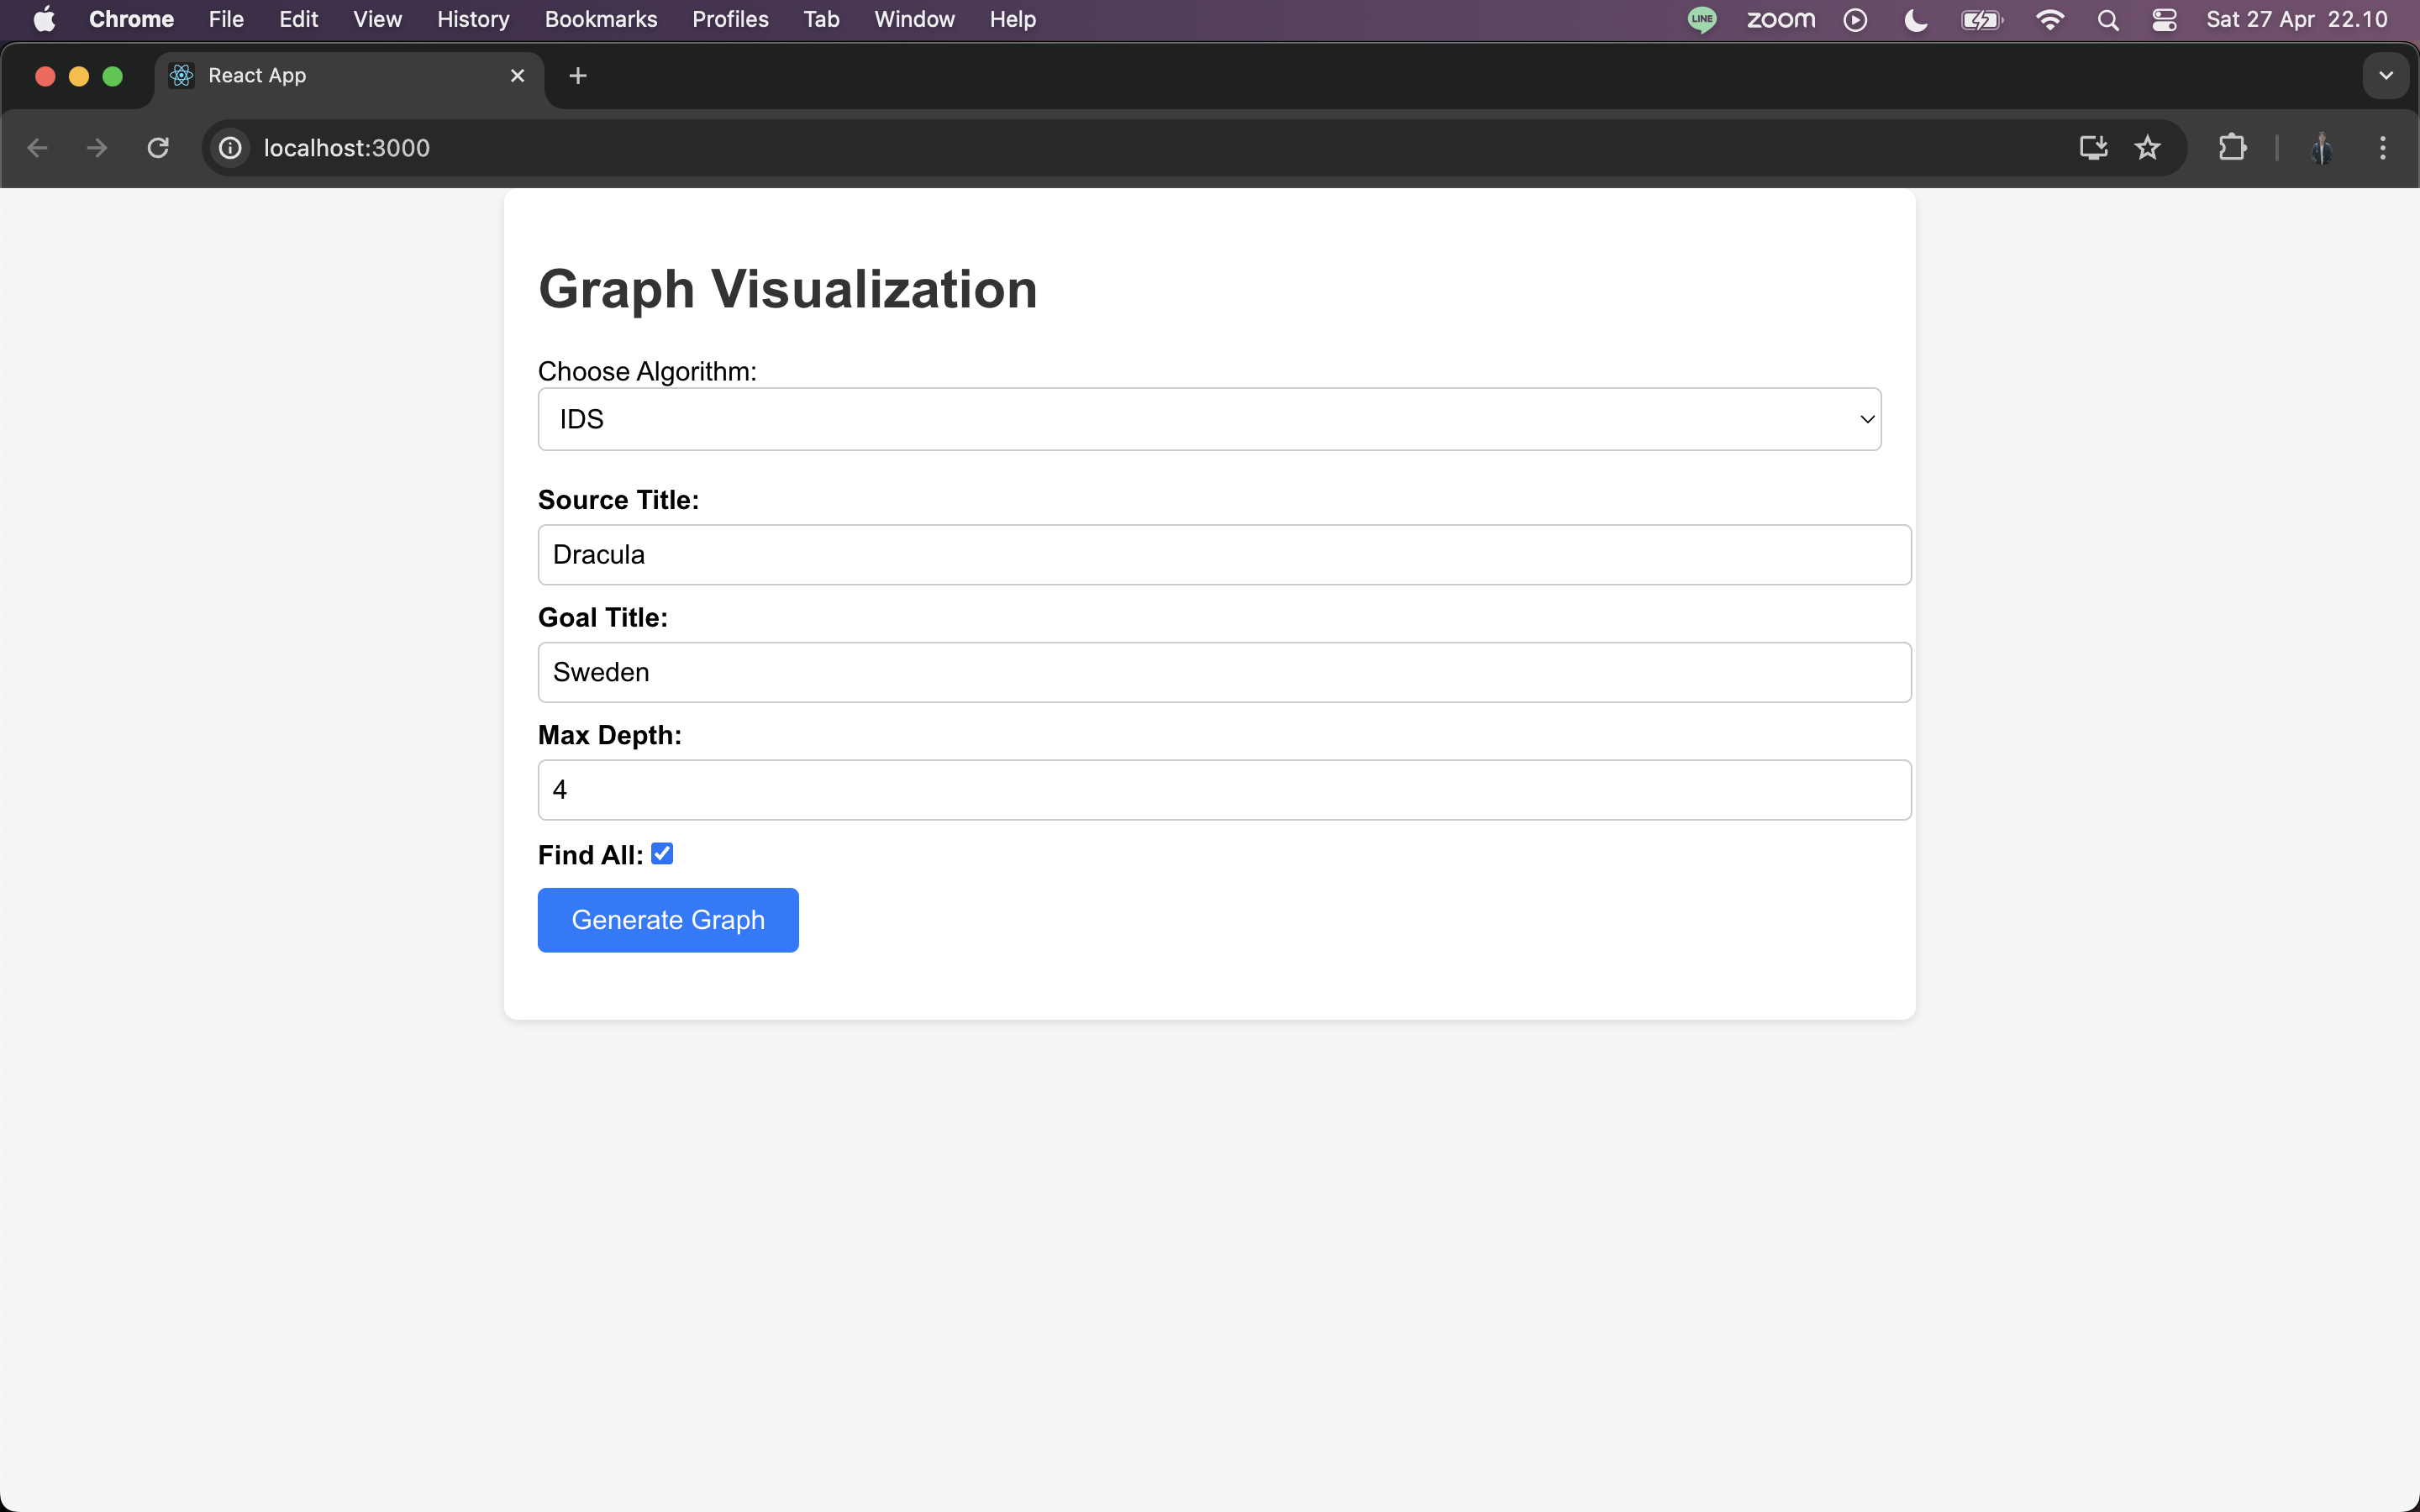 Chrome File Edit View History Bookmarks Profiles Tab Window Help LINE zoom Sat 27 Apr 22.10
React App
localhost:3000
Graph Visualization
Choose Algorithm:
IDS
Source Title:
Dracula
Goal Title:
Sweden
Max Depth:
4
Find All:
Generate Graph